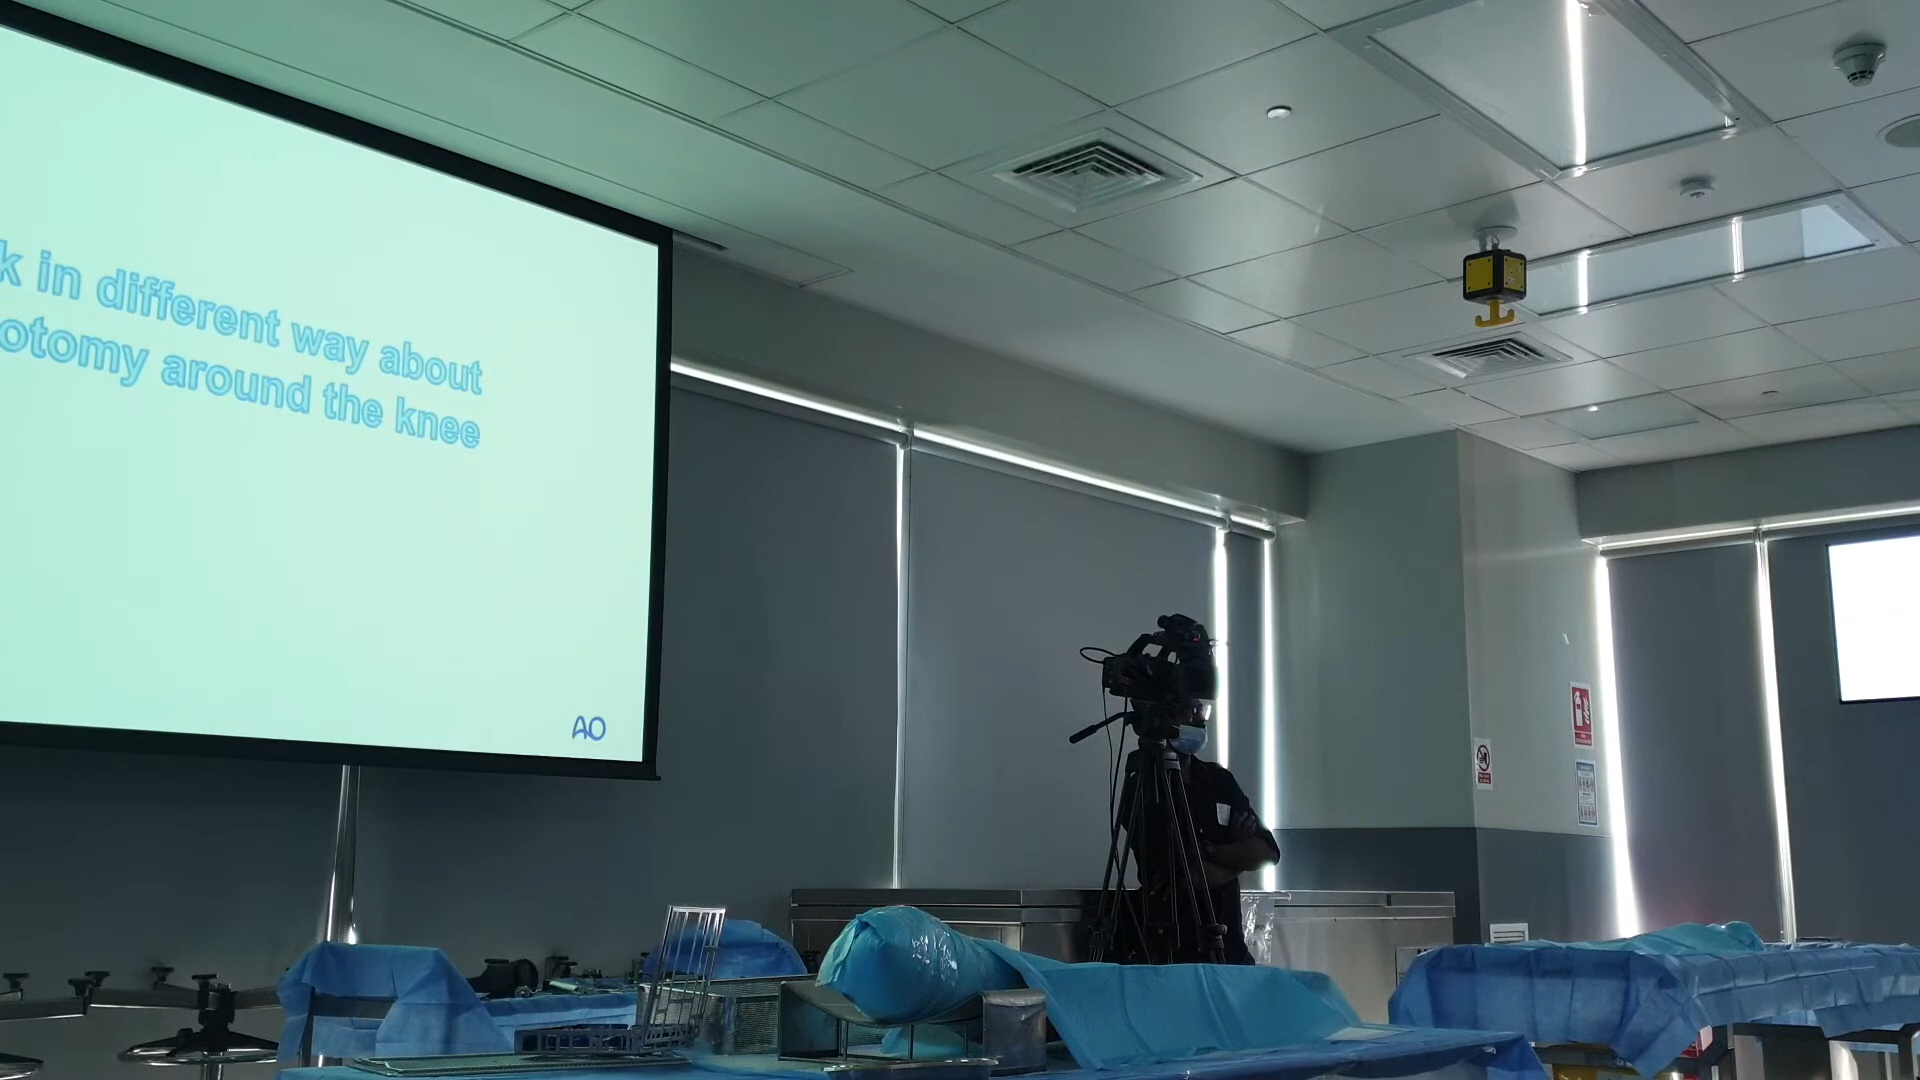 k in different way about
otomy around the knee
AO